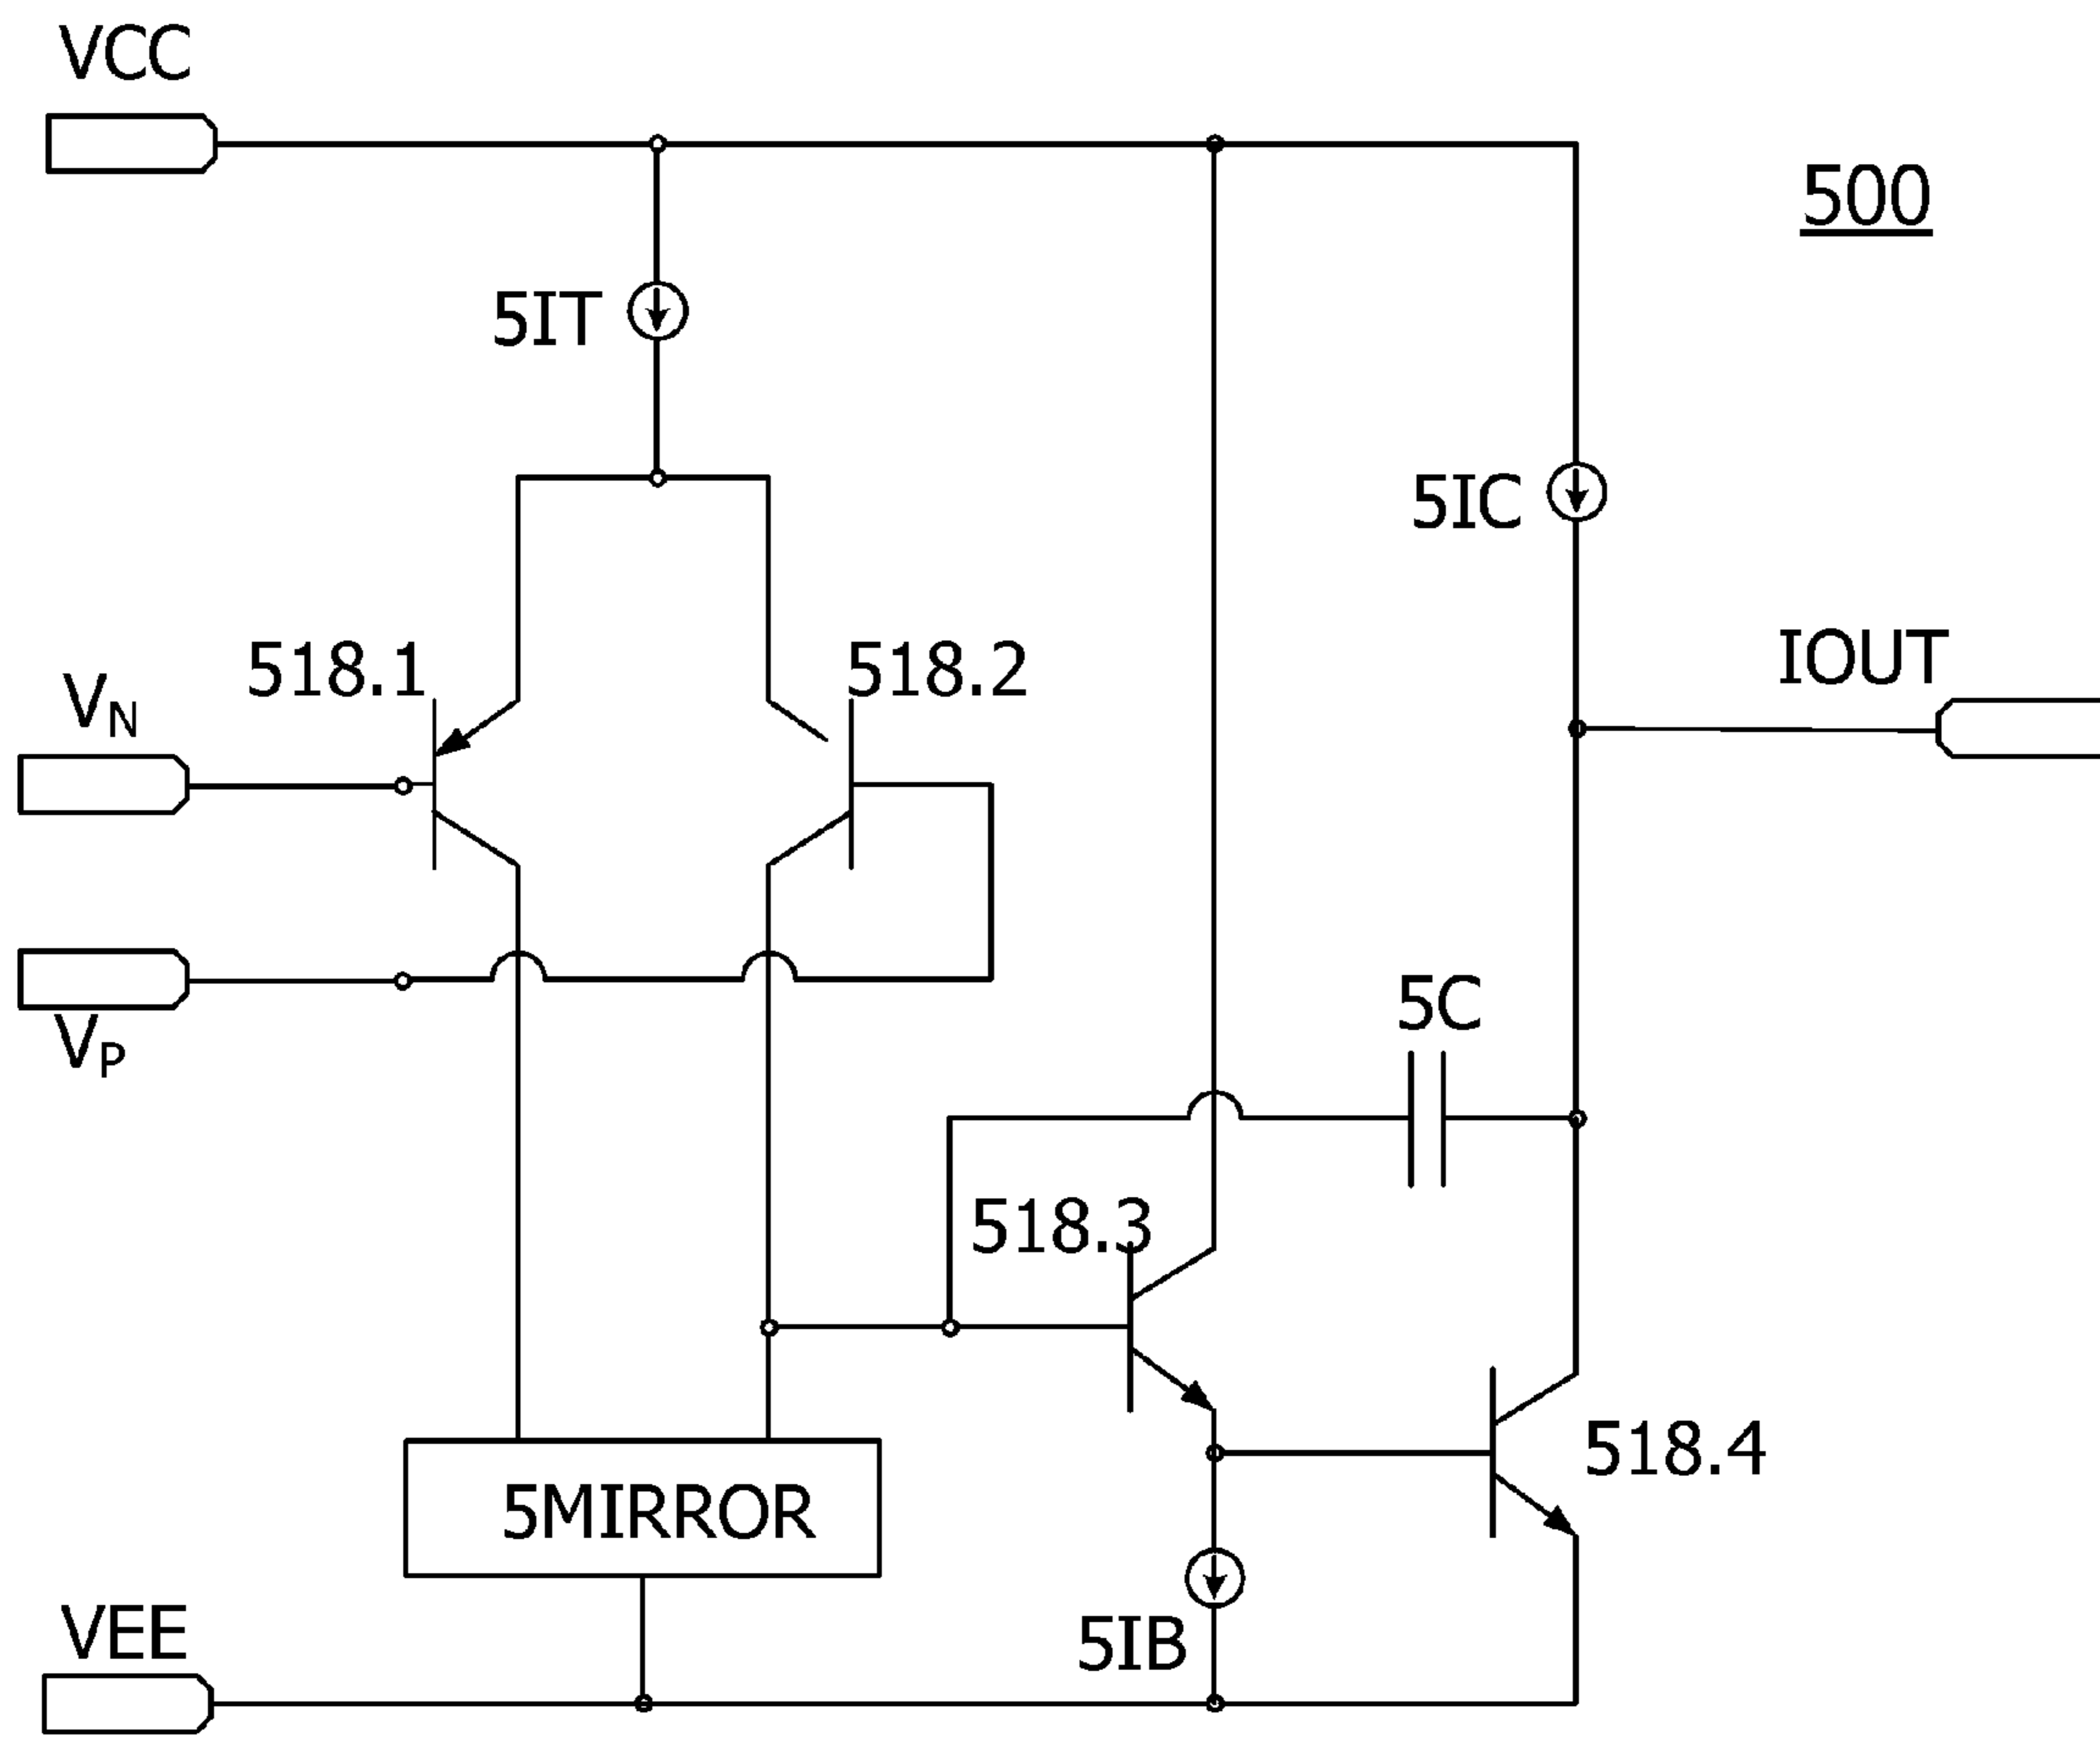 VCC
500
5IT
5IC
518.1
518.2
IOUT
VN
VP
5C
518.3
518.4
5MIRROR
VEE
5IB